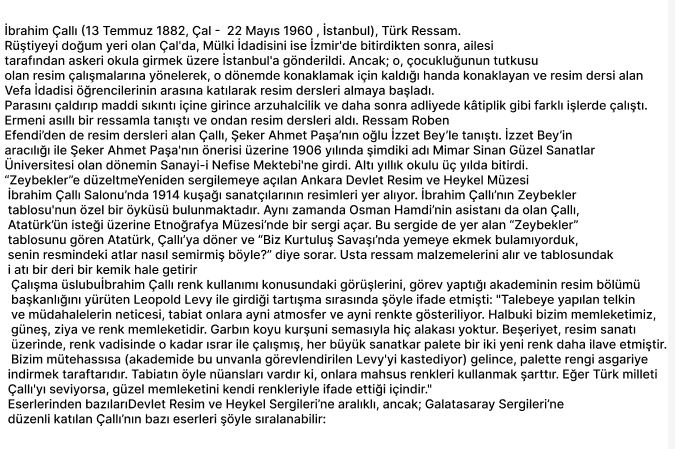 İbrahim Çallı (13 Temmuz 1882, Çal -  22 Mayıs 1960 , İstanbul), Türk Ressam.
Rüştiyeyi doğum yeri olan Çal'da, Mülki İdadisini ise İzmir'de bitirdikten sonra, ailesi
tarafından askeri okula girmek üzere İstanbul'a gönderildi. Ancak; o, çocukluğunun tutkusu
olan resim çalışmalarına yönelerek, o dönemde konaklamak için kaldığı handa konaklayan ve resim dersi alan
Vefa İdadisi öğrencilerinin arasına katılarak resim dersleri almaya başladı.
Parasını çaldırıp maddi sıkıntı içine girince arzuhalcilik ve daha sonra adliyede kâtiplik gibi farklı işlerde çalıştı.
Ermeni asıllı bir ressamla tanıştı ve ondan resim dersleri aldı. Ressam Roben
Efendi’den de resim dersleri alan Çallı, Şeker Ahmet Paşa’nın oğlu İzzet Bey’le tanıştı. İzzet Bey’in
aracılığı ile Şeker Ahmet Paşa'nın önerisi üzerine 1906 yılında şimdiki adı Mimar Sinan Güzel Sanatlar
Üniversitesi olan dönemin Sanayi-i Nefise Mektebi'ne girdi. Altı yıllık okulu üç yılda bitirdi.
“Zeybekler”e düzeltmeYeniden sergilemeye açılan Ankara Devlet Resim ve Heykel Müzesi
İbrahim Çallı Salonu’nda 1914 kuşağı sanatçılarının resimleri yer alıyor. İbrahim Çallı’nın Zeybekler
tablosu'nun özel bir öyküsü bulunmaktadır. Aynı zamanda Osman Hamdi’nin asistanı da olan Çallı,
Atatürk’ün isteği üzerine Etnoğrafya Müzesi’nde bir sergi açar. Bu sergide de yer alan “Zeybekler”
tablosunu gören Atatürk, Çallı’ya döner ve “Biz Kurtuluş Savaşı’nda yemeye ekmek bulamıyorduk,
senin resmindeki atlar nasıl semirmiş böyle?” diye sorar. Usta ressam malzemelerini alır ve tablosundak
i atı bir deri bir kemik hale getirir
Çalışma üslubuİbrahim Çallı renk kullanımı konusundaki görüşlerini, görev yaptığı akademinin resim bölümü
başkanlığını yürüten Leopold Levy ile girdiği tartışma sırasında şöyle ifade etmişti: "Talebeye yapılan telkin
ve müdahalelerin neticesi, tabiat onlara ayni atmosfer ve ayni renkte gösteriliyor. Halbuki bizim memleketimiz,
güneş, ziya ve renk memleketidir. Garbın koyu kurşuni semasıyla hiç alakası yoktur. Beşeriyet, resim sanatı
üzerinde, renk vadisinde o kadar ısrar ile çalışmış, her büyük sanatkar palete bir iki yeni renk daha ilave etmiştir.
Bizim mütehassısa (akademide bu unvanla görevlendirilen Levy'yi kastediyor) gelince, palette rengi asgariye
indirmek taraftarıdır. Tabiatın öyle nüansları vardır ki, onlara mahsus renkleri kullanmak şarttır. Eğer Türk milleti
Çallı'yı seviyorsa, güzel memleketini kendi renkleriyle ifade ettiği içindir."
Eserlerinden bazılarıDevlet Resim ve Heykel Sergileri’ne aralıklı, ancak; Galatasaray Sergileri’ne
düzenli katılan Çallı’nın bazı eserleri şöyle sıralanabilir: